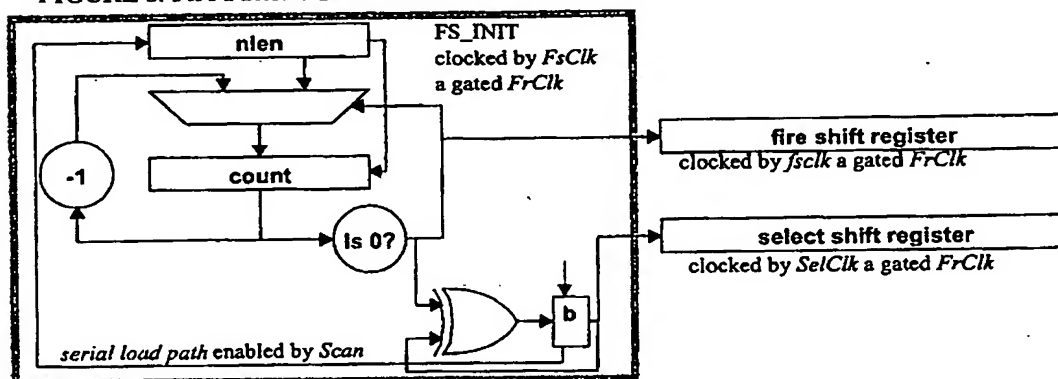 nlen
FS_INIT
clocked by FsClk
a gated FrClk
fire shift register
clocked by fsclk a gated FrClk
-1
count
Is 0?
select shift register
clocked by SelClk a gated FrClk
b
serial load path enabled by Scan